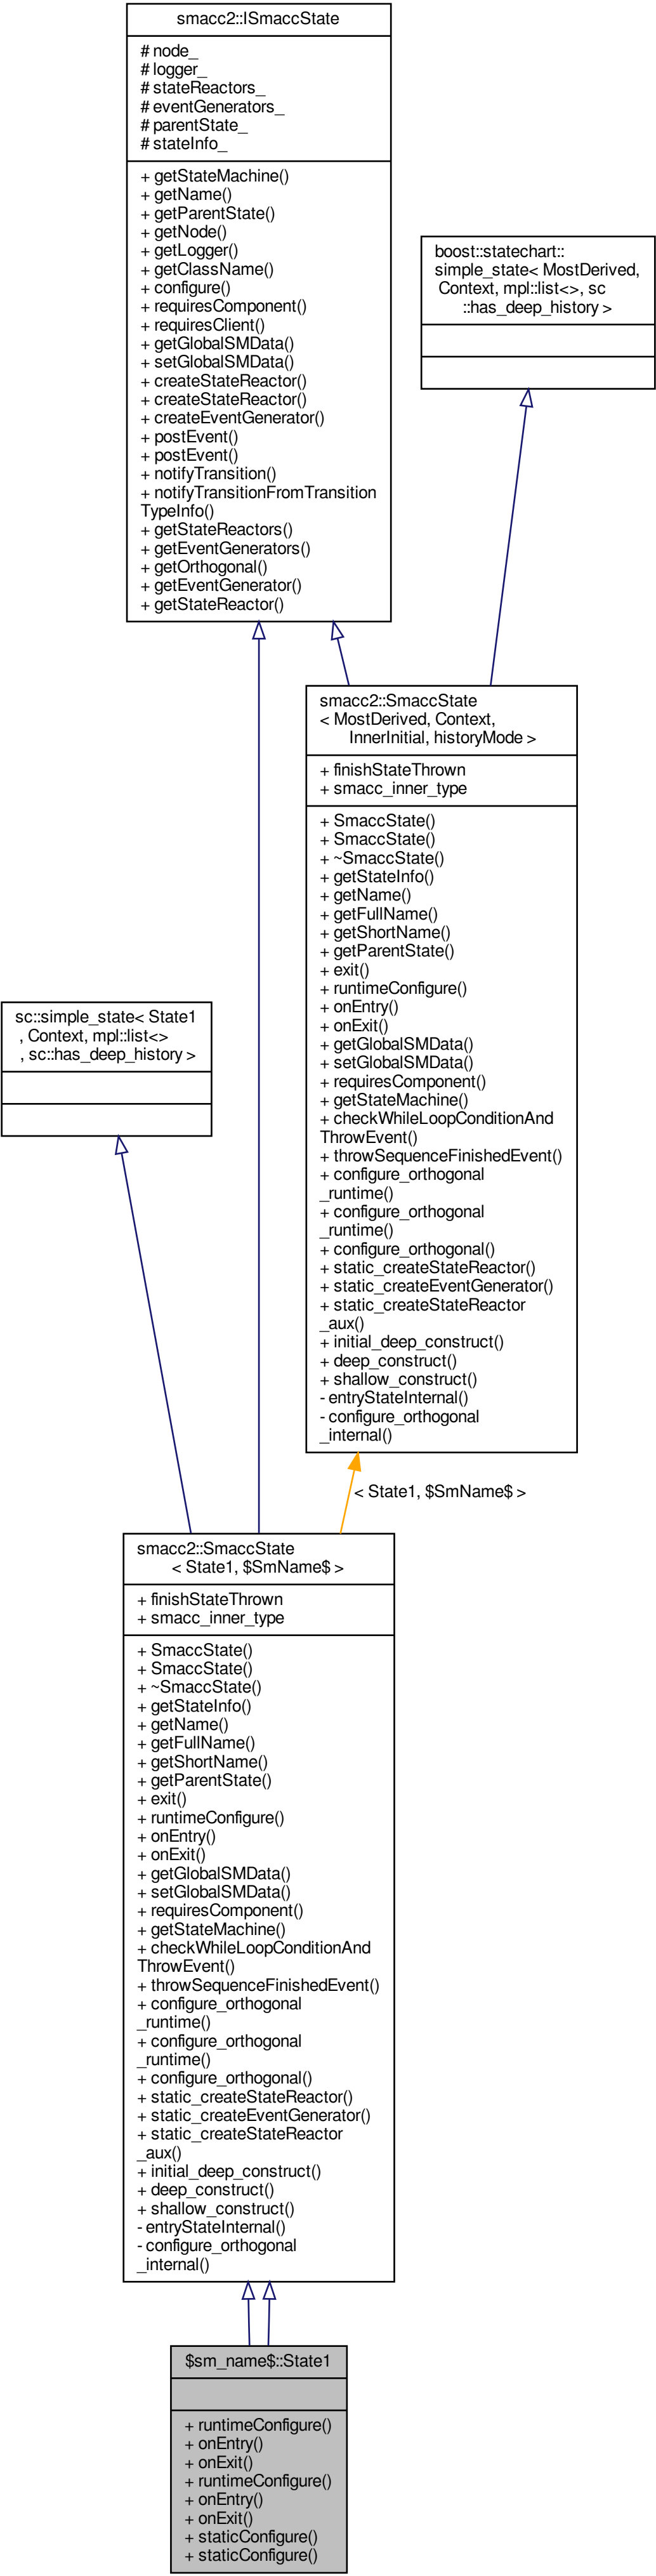 smacc2::ISmaccState
# node_
# logger_
# stateReactors_
# eventGenerators_
# parentState_
# stateInfo_
+ getStateMachine()
+ getName()
+ getParentState()
+ getNode()
+ getLogger()
+ getClassName()
+ configure()
+ requiresComponent()
+ requiresClient()
+ getGlobalSMData()
+ setGlobalSMData()
+ createStateReactor()
+ createStateReactor()
+ createEventGenerator()
+ postEvent()
+ postEvent()
+ notifyTransition()
+ notifyTransitionFromTransition
TypeInfo()
+ getStateReactors()
+ getEventGenerators()
+ getOrthogonal()
+ getEventGenerator()
+ getStateReactor()
boost::statechart::
simple_state< MostDerived,
Context, mpl::list<>, sc
::has_deep_history >
smacc2::SmaccState
< MostDerived, Context,
InnerInitial, historyMode >
+ finishStateThrown
+ smacc_inner_type
+ SmaccState()
+ SmaccState()
+ ~SmaccState()
+ getStateInfo()
+ getName()
+ getFullName()
+ getShortName()
+ getParentState()
+ exit()
+ runtimeConfigure()
+ onEntry()
+ onExit()
+ getGlobalSMData()
+ setGlobalSMData()
+ requiresComponent()
+ getStateMachine()
+ checkWhileLoopConditionAnd
ThrowEvent()
+ throwSequenceFinishedEvent()
+ configure_orthogonal
_runtime()
+ configure_orthogonal
_runtime()
+ configure_orthogonal()
+ static_createStateReactor()
+ static_createEventGenerator()
+ static_createStateReactor
_aux()
+ initial_deep_construct()
+ deep_construct()
+ shallow_construct()
- entryStateInternal()
- configure_orthogonal
_internal()
sc::simple_state< State1
, Context, mpl::list<>
, sc::has_deep_history >
< State1, $SmName$ >
smacc2::SmaccState
< State1, $SmName$ >
+ finishStateThrown
+ smacc_inner_type
+ SmaccState()
+ SmaccState()
+ ~SmaccState()
+ getStateInfo()
+ getName()
+ getFullName()
+ getShortName()
+ getParentState()
+ exit()
+ runtimeConfigure()
+ onEntry()
+ onExit()
+ getGlobalSMData()
+ setGlobalSMData()
+ requiresComponent()
+ getStateMachine()
+ checkWhileLoopConditionAnd
ThrowEvent()
+ throwSequenceFinishedEvent()
+ configure_orthogonal
_runtime()
+ configure_orthogonal
_runtime()
+ configure_orthogonal()
+ static_createStateReactor()
+ static_createEventGenerator()
+ static_createStateReactor
_aux()
+ initial_deep_construct()
+ deep_construct()
+ shallow_construct()
- entryStateInternal()
- configure_orthogonal
_internal()
$sm_name$::State1
+ runtimeConfigure()
+ onEntry()
+ onExit()
+ runtimeConfigure()
+ onEntry()
+ onExit()
+ staticConfigure()
+ staticConfigure()